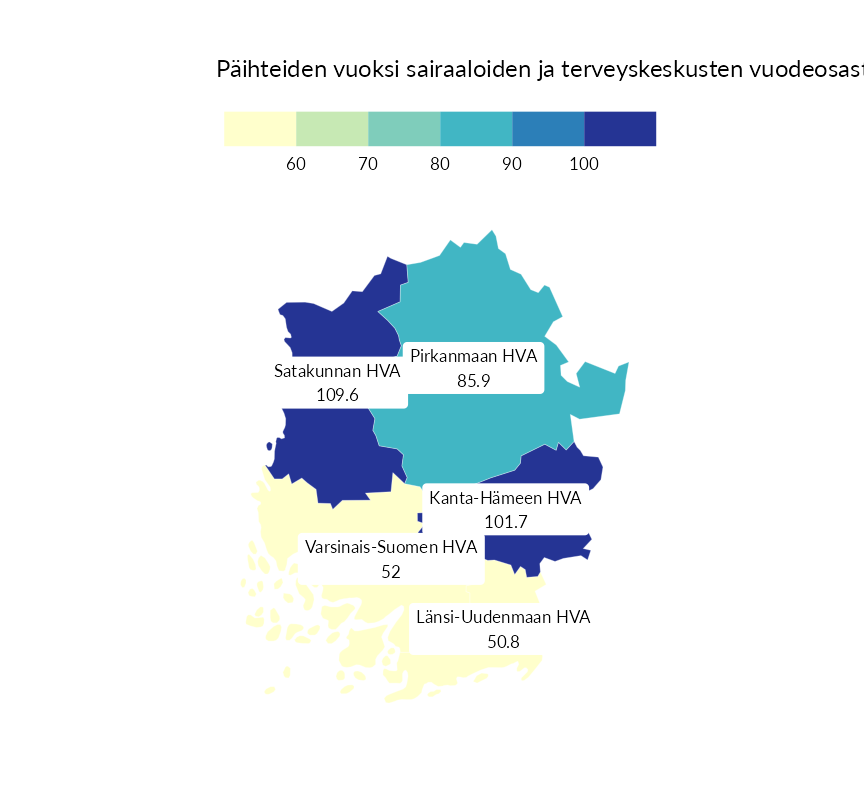 Päihteiden vuoksi sairaaloiden ja terveyskeskusten
60 70 80 90 100
Pirkanmaan HVA
85.9
Satakunnan HVA
109.6
Kanta-Hämeen HVA
101.7
Varsinais-Suomen HVA
52
Länsi-Uudenmaan HVA
50.8